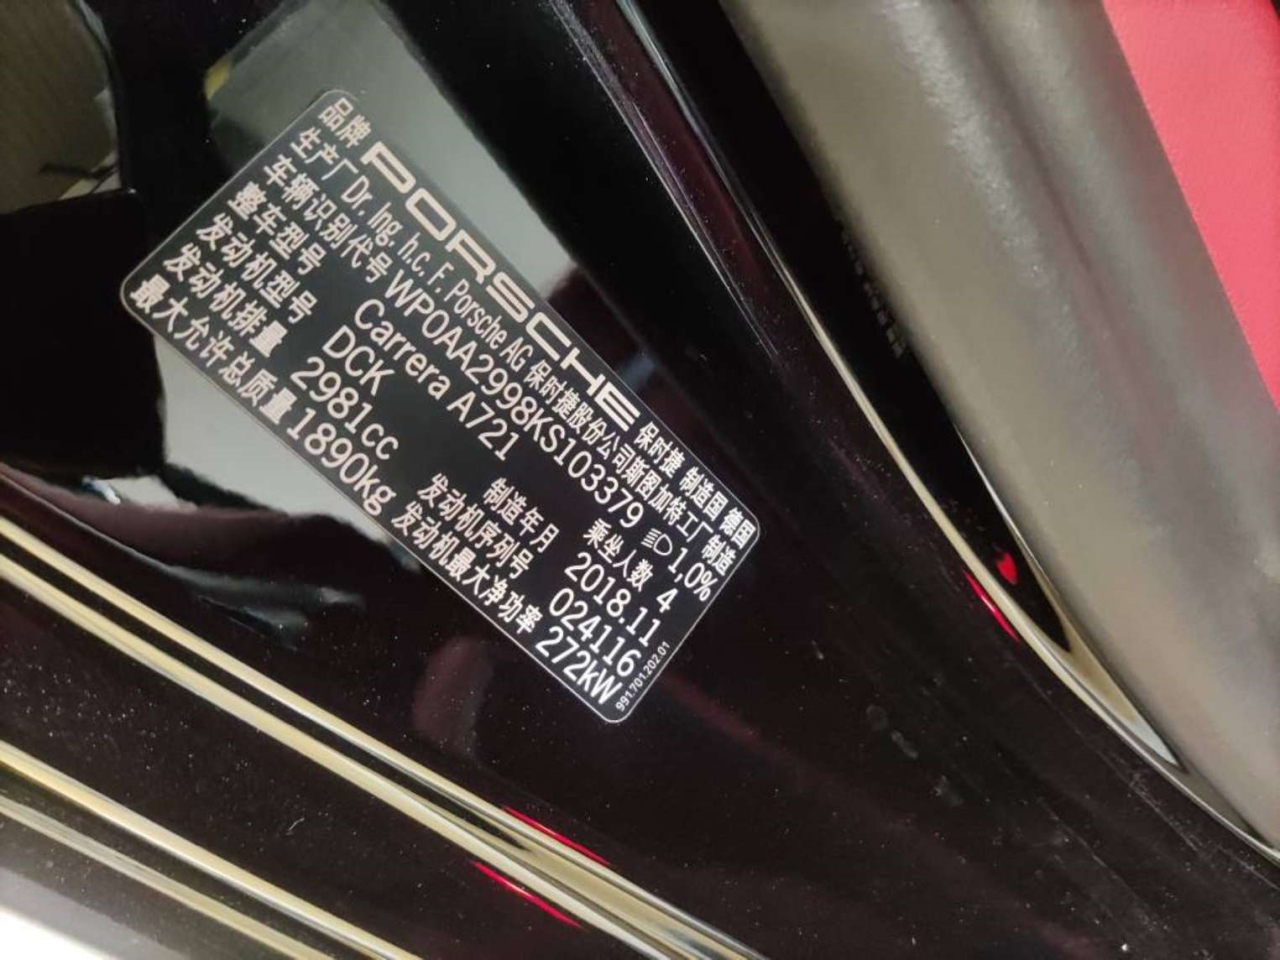 品牌 PORSCHE 保时捷 制造国 德国
生产厂 Dr. Ing. h.c. F. Porsche AG 保时捷股份公司斯图加特工厂 制造
车辆识别代号 WP0AA2998KS103379 1,0%
整车型号 Carrera A721 乘坐人数 4
发动机型号 DCK 制造年月 2018.11
发动机排量 2981cc 发动机序列号 024116
最大允许总质量 1890kg 发动机最大净功率 272kW
991.701.202.01